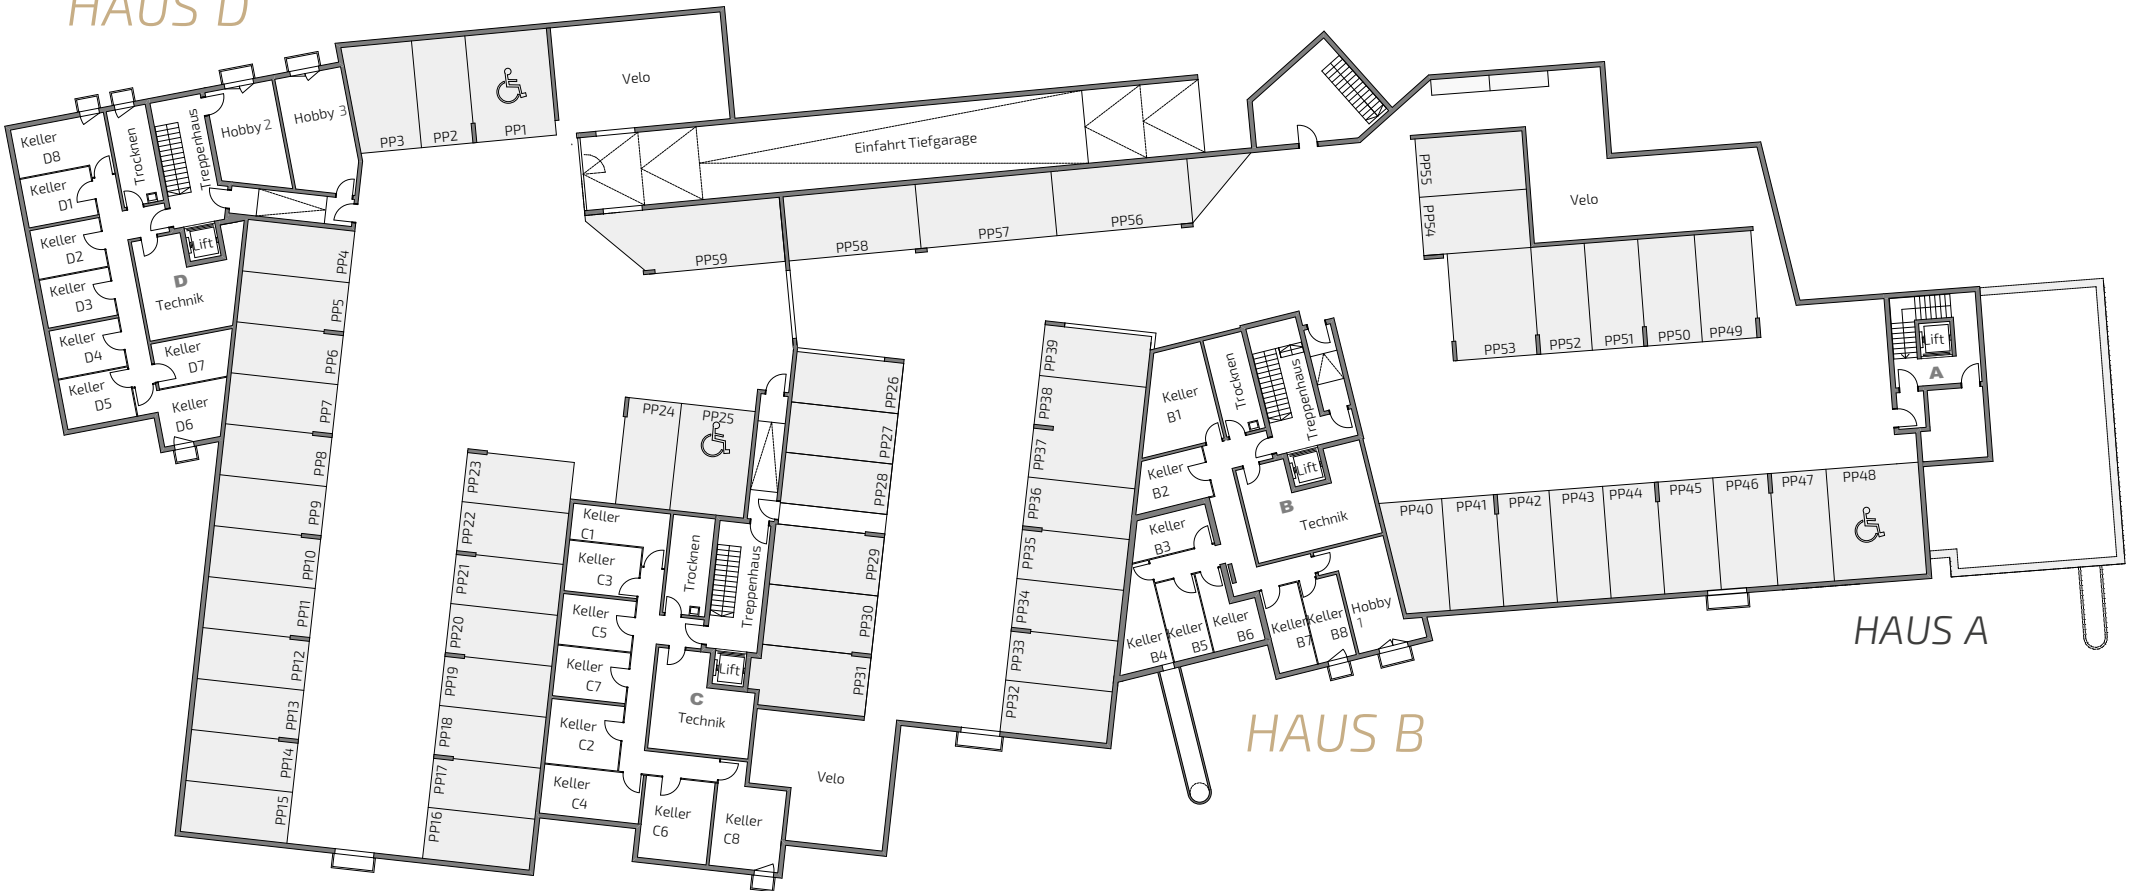 HAUS D
PP3
PP2
PP1
Velo
Einfahrt Tiefgarage
Keller
D8
Keller
D1
Keller
D2
Keller
D3
Keller
D4
Keller
D5
Keller
D6
Keller
D7
Trocknen
Treppenhaus
Hobby 2
Hobby 3
Lift
D
Technik
PP4
PP5
PP6
PP7
PP8
PP9
PP10
PP11
PP12
PP13
PP14
PP15
PP59
PP58
PP57
PP56
PP55
PP54
Velo
PP53
PP52
PP51
PP50
PP49
Lift
A
PP23
PP22
PP21
PP20
PP19
PP18
PP17
PP16
PP24
PP25
PP26
PP27
PP28
PP29
PP30
PP31
Keller
C1
Keller
C3
Keller
C5
Keller
C7
Keller
C2
Keller
C4
Keller
C6
Keller
C8
Trocknen
Treppenhaus
Lift
C
Technik
Velo
PP39
PP38
PP37
PP36
PP35
PP34
PP33
PP32
Keller
B1
Keller
B2
Keller
B3
Keller
B4
Keller
B5
Keller
B6
Keller
B7
Keller
B8
Hobby
1
Trocknen
Treppenhaus
Lift
B
Technik
PP40
PP41
PP42
PP43
PP44
PP45
PP46
PP47
PP48
HAUS A
HAUS B